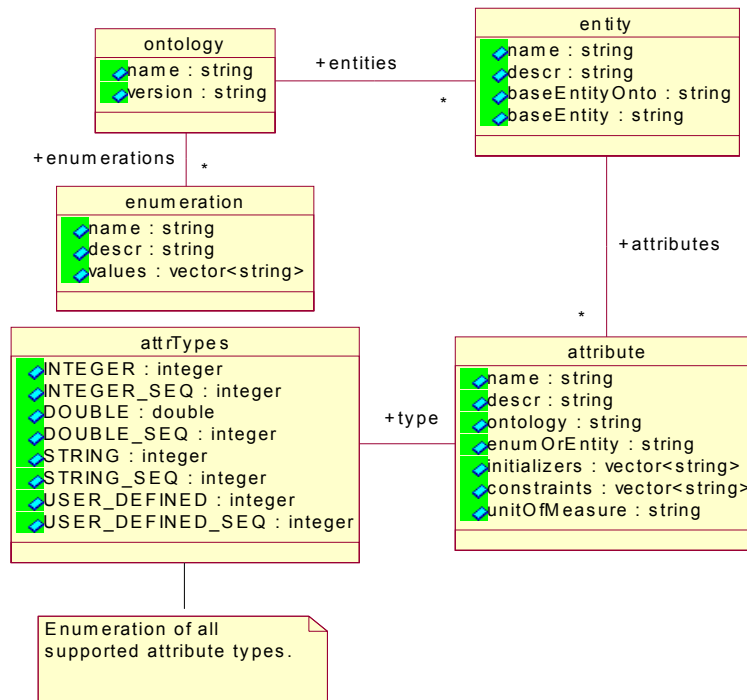 ontology
name : string
version : string
+entities
*
entity
name : string
descr : string
baseEntityOnto : string
baseEntity : string
+enumerations
*
enumeration
name : string
descr : string
values : vector<string>
+attributes
*
attrTypes
INTEGER : integer
INTEGER_SEQ : integer
DOUBLE : double
DOUBLE_SEQ : integer
STRING : integer
STRING_SEQ : integer
USER_DEFINED : integer
USER_DEFINED_SEQ : integer
+type
attribute
name : string
descr : string
ontology : string
enumOrEntity : string
initializers : vector<string>
constraints : vector<string>
unitOfMeasure : string
Enumeration of all
supported attribute types.